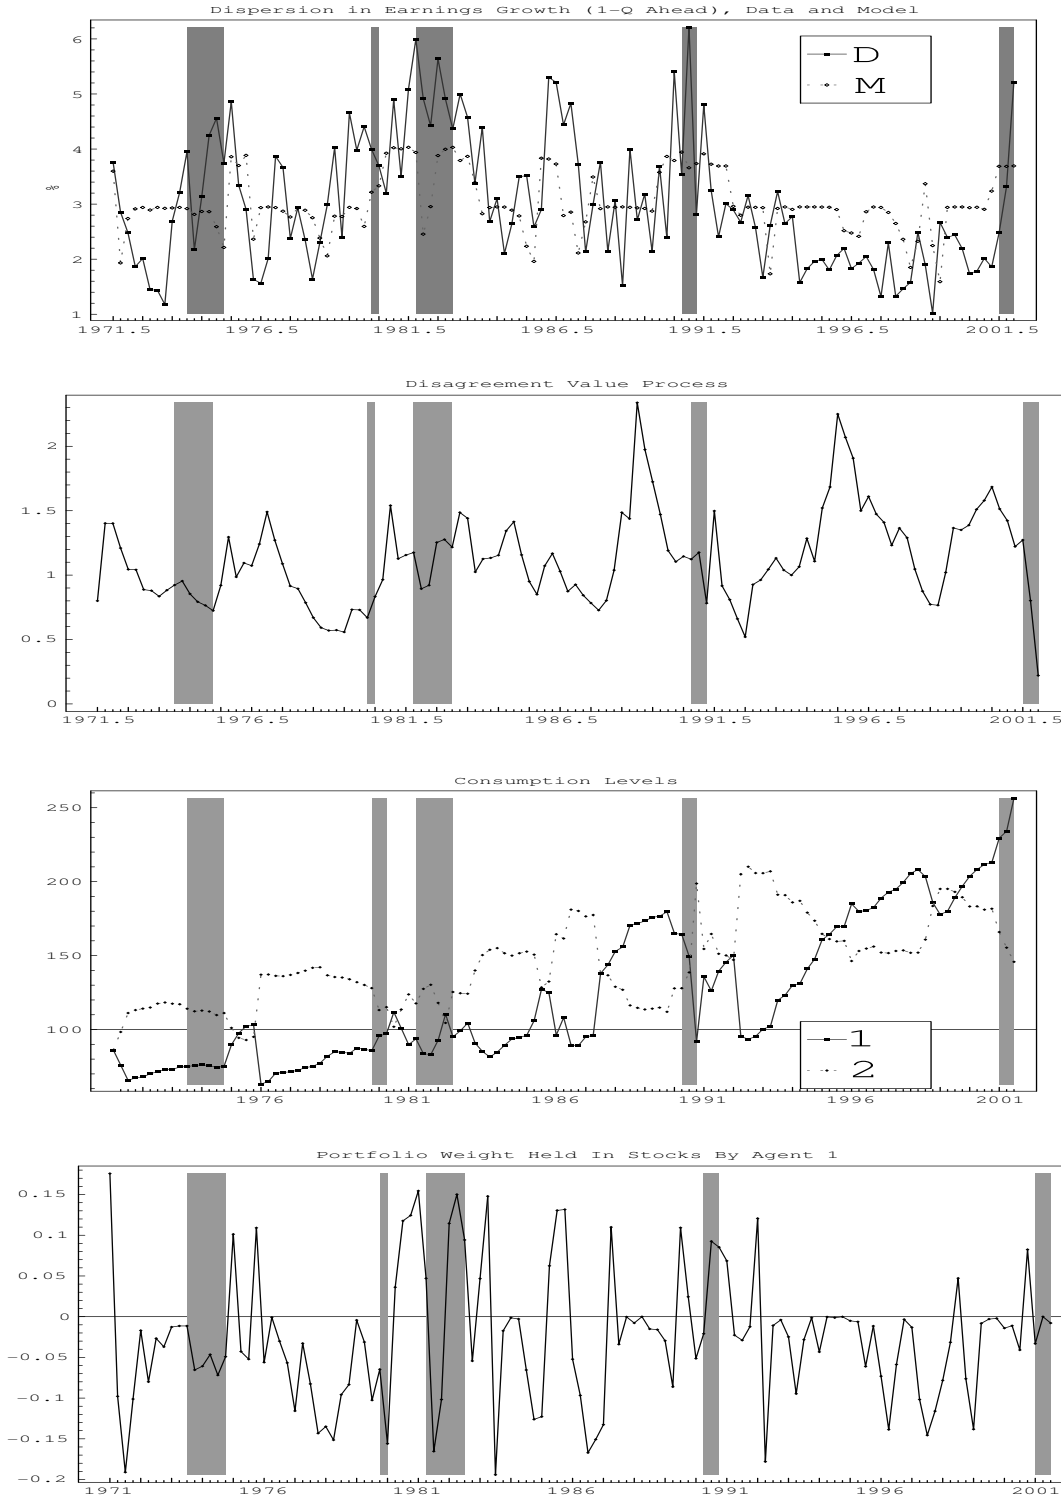 Dispersion in Earnings Growth (1-Q Ahead), Data and Model
6
5
4
3
2
1
%
D
M
1971.5 1976.5 1981.5 1986.5 1991.5 1996.5 2001.5
Disagreement Value Process
2
1.5
1
0.5
0
1971.5 1976.5 1981.5 1986.5 1991.5 1996.5 2001.5
Consumption Levels
250
200
150
100
1
2
1976 1981 1986 1991 1996 2001
Portfolio Weight Held In Stocks By Agent 1
0.15
0.1
0.05
0
-0.05
-0.1
-0.15
-0.2
1971 1976 1981 1986 1991 1996 2001